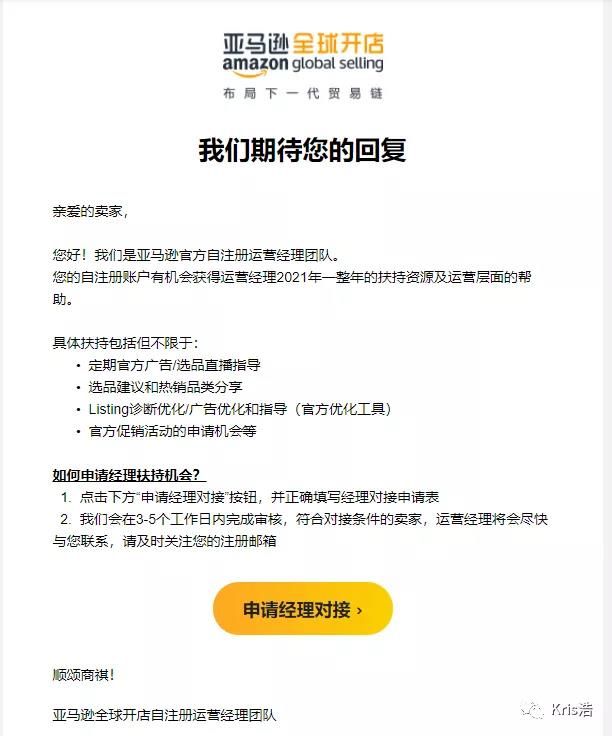 亚马逊全球开店
amazon global selling
布局下一代贸易链
我们期待您的回复
亲爱的卖家，
您好！我们是亚马逊官方自注册运营经理团队。
您的自注册账户有机会获得运营经理2021年一整年的扶持资源及运营层面的帮
助。
具体扶持包括但不限于：
• 定期官方广告/选品直播指导
• 选品建议和热销品类分享
• Listing诊断优化/广告优化和指导（官方优化工具）
• 官方促销活动的申请机会等
如何申请经理扶持机会？
1. 点击下方“申请经理对接”按钮，并正确填写经理对接申请表
2. 我们会在3-5个工作日内完成审核，符合对接条件的卖家，运营经理将会尽快
与您联系，请及时关注您的注册邮箱
申请经理对接 ›
顺颂商祺！
亚马逊全球开店自注册运营经理团队
Kris浩